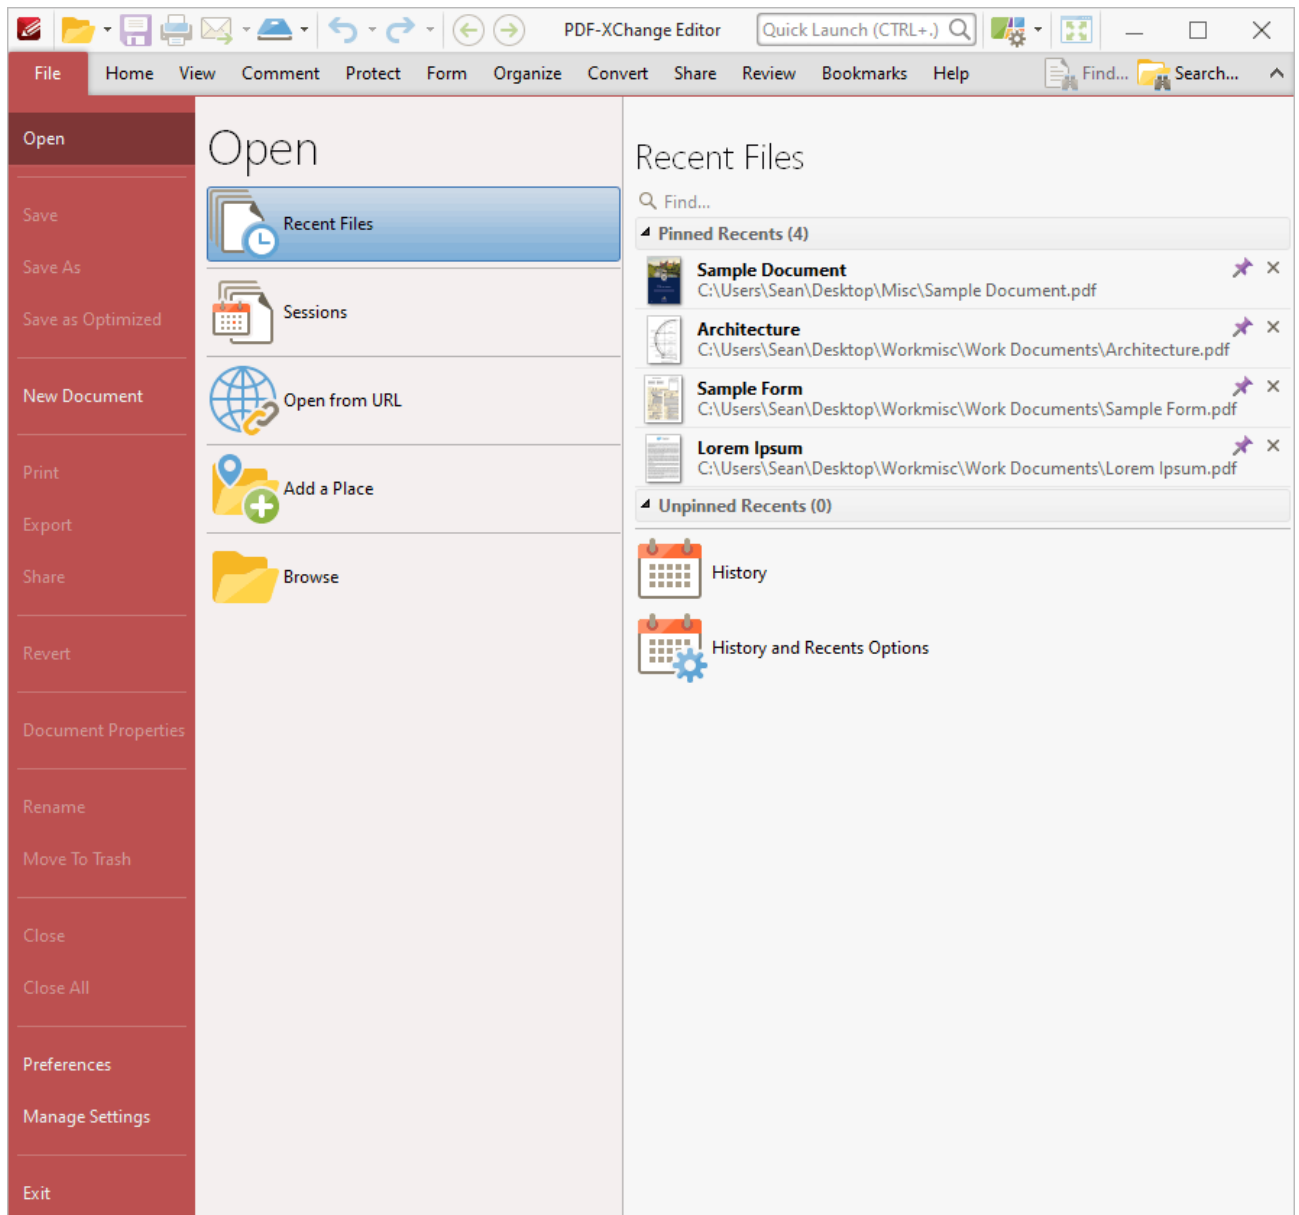 PDF-XChange Editor
Quick Launch (CTRL+.)
File Home View Comment Protect Form Organize Convert Share Review Bookmarks Help Find... Search...
Open
Save
Save As
Save as Optimized
New Document
Print
Export
Share
Revert
Document Properties
Rename
Move To Trash
Close
Close All
Preferences
Manage Settings
Exit
Open
Recent Files
Sessions
Open from URL
Add a Place
Browse
Recent Files
Find...
Pinned Recents (4)
Sample Document
C:\Users\Sean\Desktop\Misc\Sample Document.pdf
Architecture
C:\Users\Sean\Desktop\Workmisc\Work Documents\Architecture.pdf
Sample Form
C:\Users\Sean\Desktop\Workmisc\Work Documents\Sample Form.pdf
Lorem Ipsum
C:\Users\Sean\Desktop\Workmisc\Work Documents\Lorem Ipsum.pdf
Unpinned Recents (0)
History
History and Recents Options